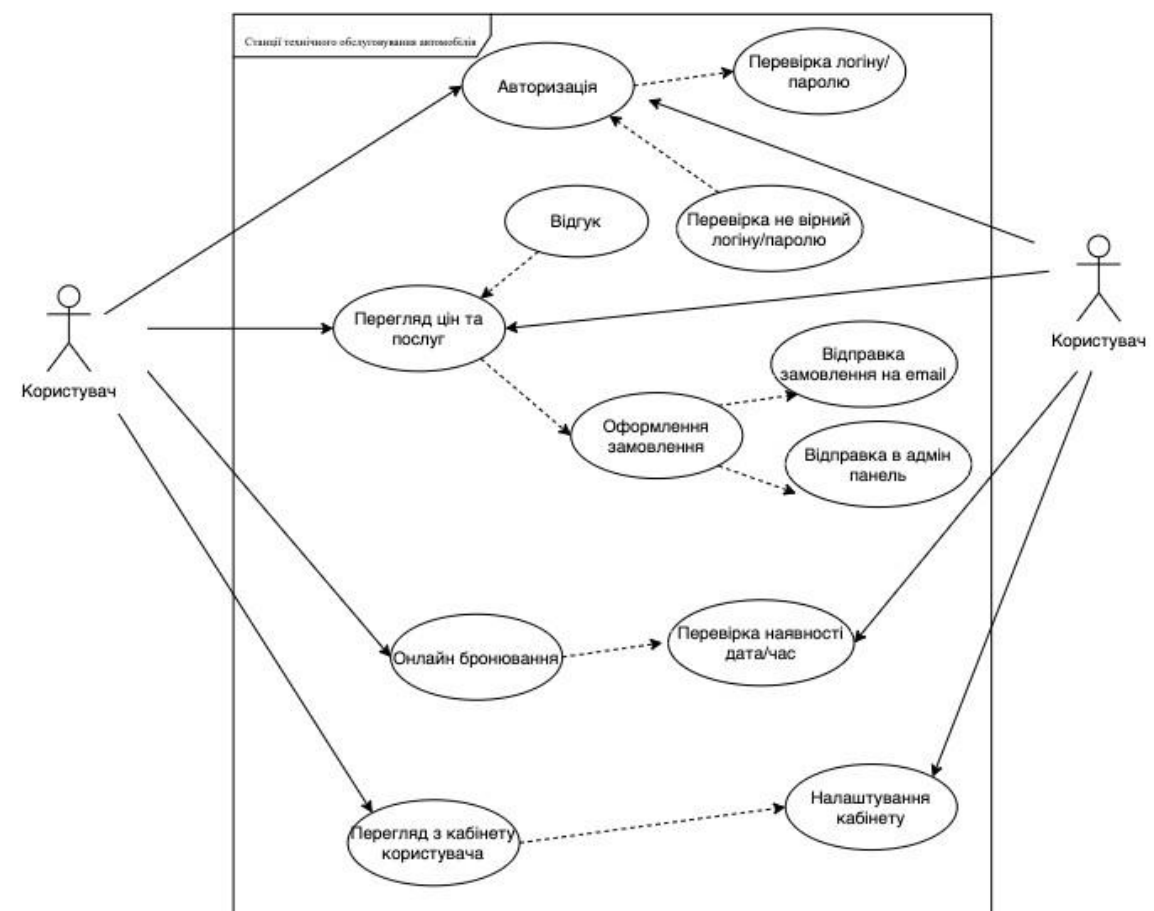 Станції технічного обслуговування автомобілів
Авторизація
Перевірка логіну/
паролю
Відгук
Перевірка не вірний
логіну/паролю
Користувач
Перегляд цін та
послуг
Користувач
Відправка
замовлення на email
Оформлення
замовлення
Відправка в адмін
панель
Онлайн бронювання
Перевірка наявності
дата/час
Перегляд з кабінету
користувача
Налаштування
кабінету